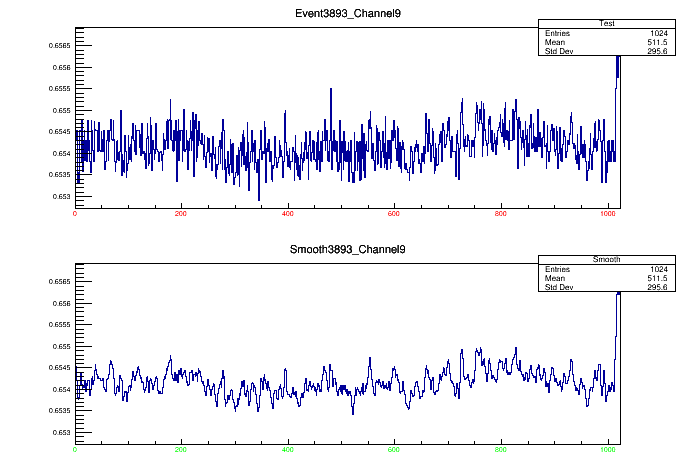 Event3893_Channel9
Test
Entries 1024
Mean 511.5
Std Dev 295.6
0.6565
0.656
0.6555
0.655
0.6545
0.654
0.6535
0.653
0 200 400 600 800 1000
Smooth3893_Channel9
Smooth
Entries 1024
Mean 511.5
Std Dev 295.6
0.6565
0.656
0.6555
0.655
0.6545
0.654
0.6535
0.653
0 200 400 600 800 1000